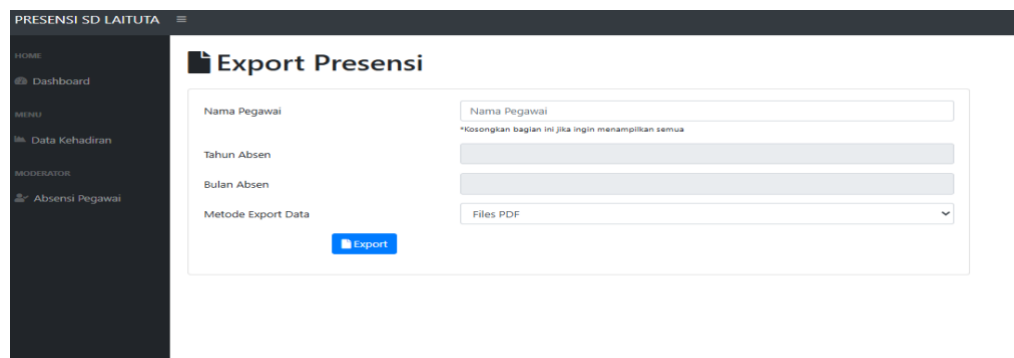 PRESENSI SD LAITUTA
HOME
Dashboard
MENU
Data Kehadiran
MODERATOR
Absensi Pegawai
Export Presensi
Nama Pegawai
Nama Pegawai
*Kosongkan bagian ini jika ingin menampilkan semua
Tahun Absen
Bulan Absen
Metode Export Data
Files PDF
Export